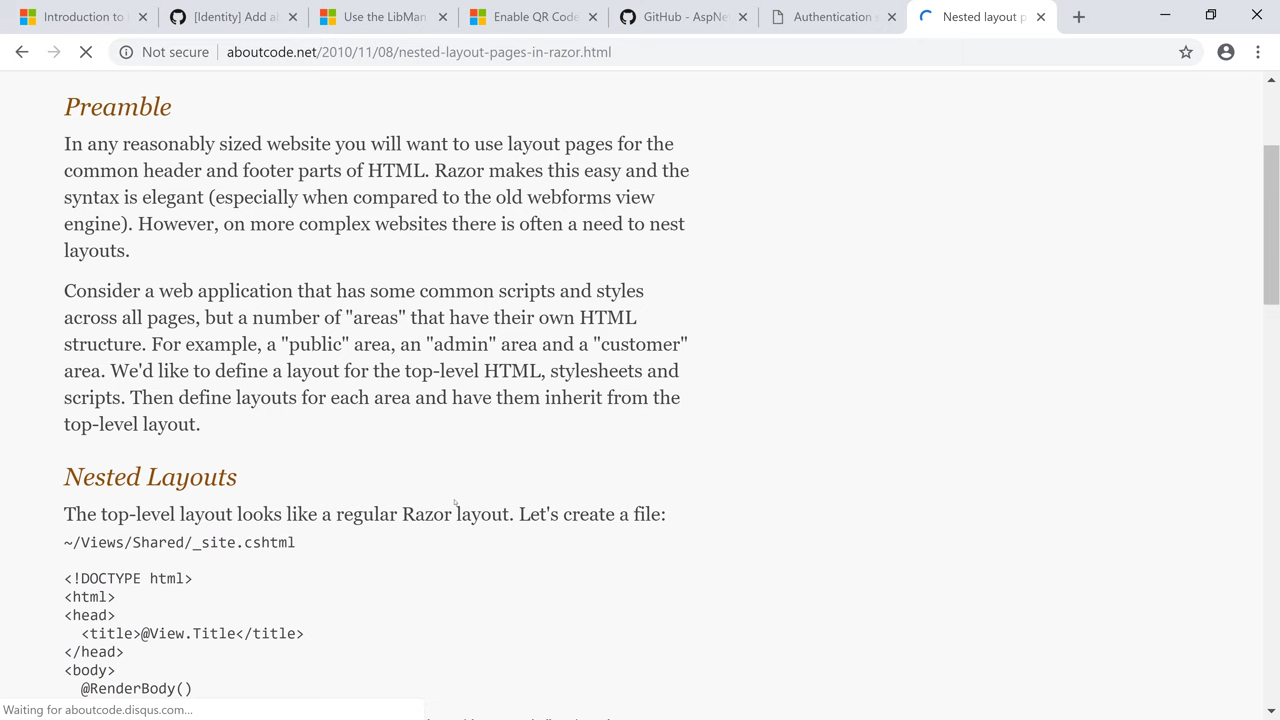 Introduction to
[Identity] Add a
Use the LibMan
Enable QR Code
GitHub - AspNe
Authentication
Nested layout p
Not secure
aboutcode.net/2010/11/08/nested-layout-pages-in-razor.html
Preamble
In any reasonably sized website you will want to use layout pages for the
common header and footer parts of HTML. Razor makes this easy and the
syntax is elegant (especially when compared to the old webforms view
engine). However, on more complex websites there is often a need to nest
layouts.
Consider a web application that has some common scripts and styles
across all pages, but a number of "areas" that have their own HTML
structure. For example, a "public" area, an "admin" area and a "customer"
area. We'd like to define a layout for the top-level HTML, stylesheets and
scripts. Then define layouts for each area and have them inherit from the
top-level layout.
Nested Layouts
The top-level layout looks like a regular Razor layout. Let's create a file:
~/Views/Shared/_site.cshtml
<!DOCTYPE html>
<html>
<head>
<title>@View.Title</title>
</head>
<body>
@RenderBody()
Waiting for aboutcode.disqus.com...